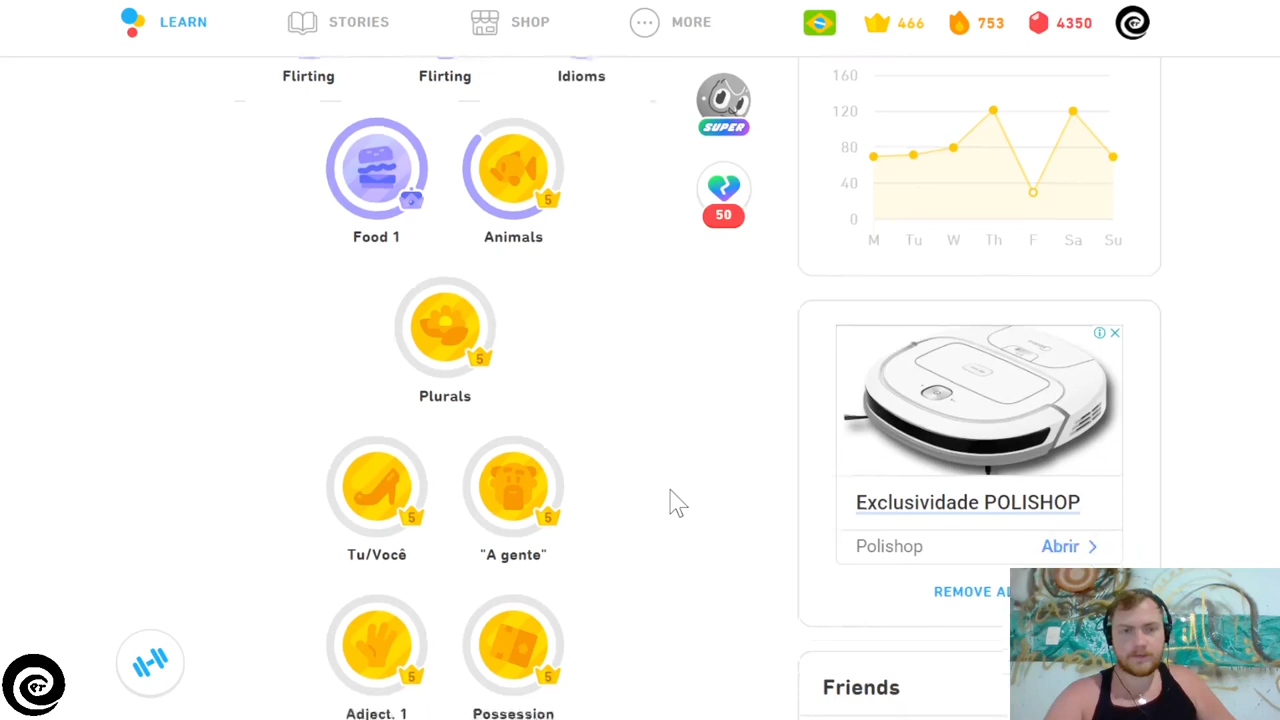 LEARN
STORIES
SHOP
MORE
466
753
4350
Flirting
Flirting
Idioms
SUPER
50
Food 1
5
Animals
5
Plurals
5
Tu/Você
5
"A gente"
5
Adject. 1
5
Possession
160
120
80
40
0
M Tu W Th F Sa Su
Exclusividade POLISHOP
Polishop
Abrir
REMOVE
Friends